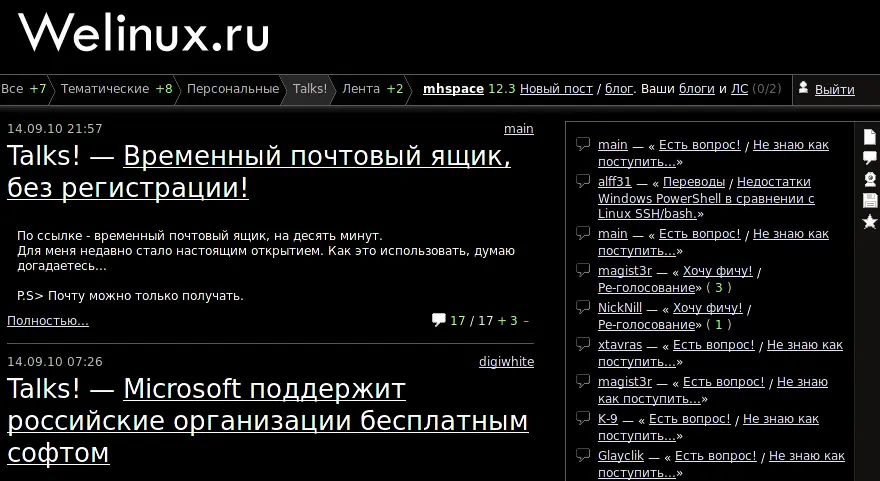 Welinux.ru
Все +7 Тематические +8 Персональные Talks! Лента +2 mhspace 12.3 Новый пост / блог. Ваши блоги и ЛС (0/2) Выйти
14.09.10 21:57 main
Talks! — Временный почтовый ящик,
без регистрации!
По ссылке - временный почтовый ящик, на десять минут.
Для меня недавно стало настоящим открытием. Как это использовать, думаю
догадаетесь...
P.S> Почту можно только получать.
Полностью... 17 / 17 + 3 –
14.09.10 07:26 digiwhite
Talks! — Microsoft поддержит
российские организации бесплатным
софтом
main — « Есть вопрос! / Не знаю как
поступить...»
alff31 — « Переводы / Недостатки
Windows PowerShell в сравнении с
Linux SSH/bash.»
main — « Есть вопрос! / Не знаю как
поступить...»
magist3r — « Хочу фичу! /
Ре-голосование» ( 3 )
NickNill — « Хочу фичу! /
Ре-голосование» ( 1 )
xtavras — « Есть вопрос! / Не знаю как
поступить...»
magist3r — « Есть вопрос! / Не знаю
как поступить...»
K-9 — « Есть вопрос! / Не знаю как
поступить...»
Glayclik — « Есть вопрос! / Не знаю как
поступить...»